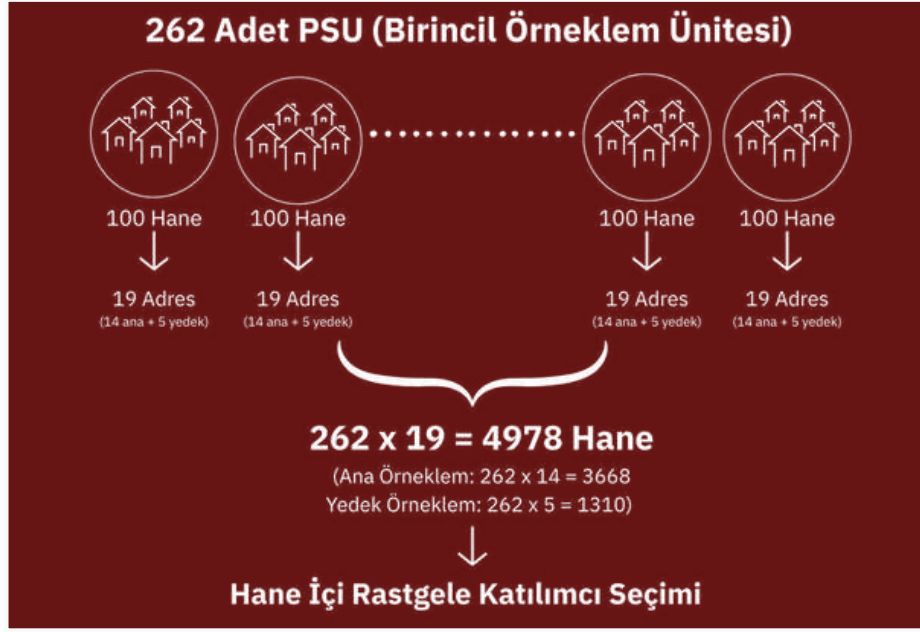 262 Adet PSU (Birincil Örneklem Ünitesi)
100 Hane
100 Hane
100 Hane
100 Hane
19 Adres
19 Adres
19 Adres
19 Adres
(14 ana + 5 yedek)
(14 ana + 5 yedek)
(14 ana + 5 yedek)
(14 ana + 5 yedek)
262 x 19 = 4978 Hane
(Ana Örneklem: 262 x 14 = 3668
Yedek Örneklem: 262 x 5 = 1310)
Hane İçi Rastgele Katılımcı Seçimi